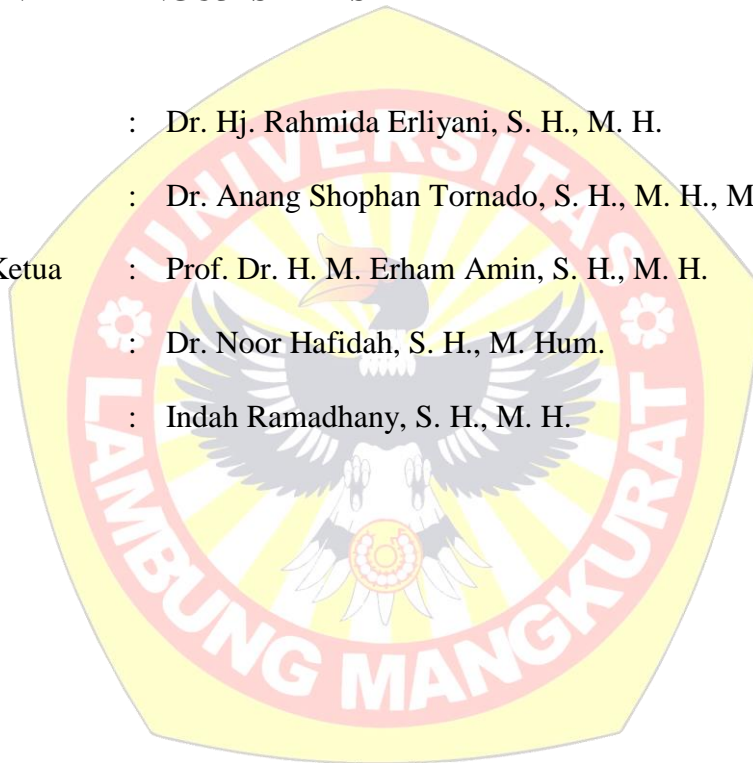 : Dr. Hj. Rahmida Erliyani, S. H., M. H.
: Dr. Anang Shophan Tornado, S. H., M. H., M
Ketua : Prof. Dr. H. M. Erham Amin, S. H., M. H.
: Dr. Noor Hafidah, S. H., M. Hum.
: Indah Ramadhany, S. H., M. H.
UNIVERSITAS
LAMBUNG MANGKURAT